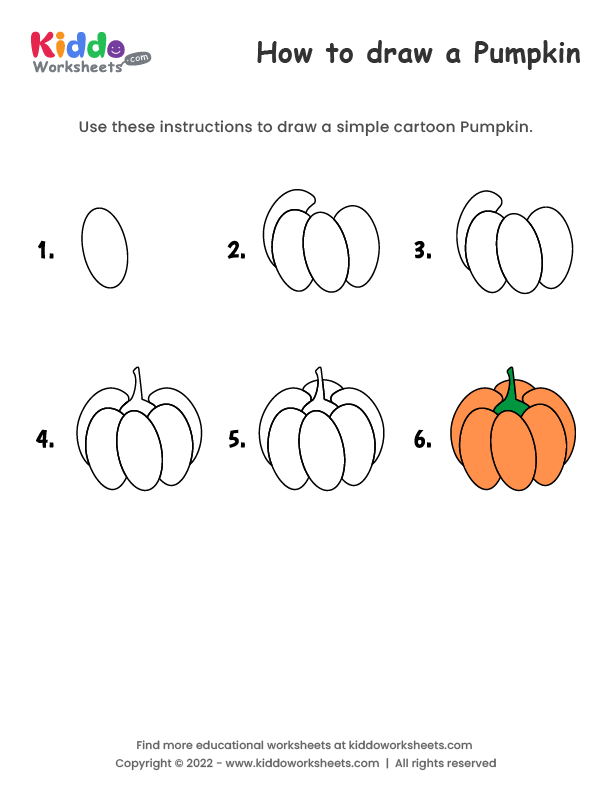 Kiddo
Worksheets
.com
How to draw a Pumpkin
Use these instructions to draw a simple cartoon Pumpkin.
1.
2.
3.
4.
5.
6.
Find more educational worksheets at kiddoworksheets.com
Copyright © 2022 - www.kiddoworksheets.com | All rights reserved